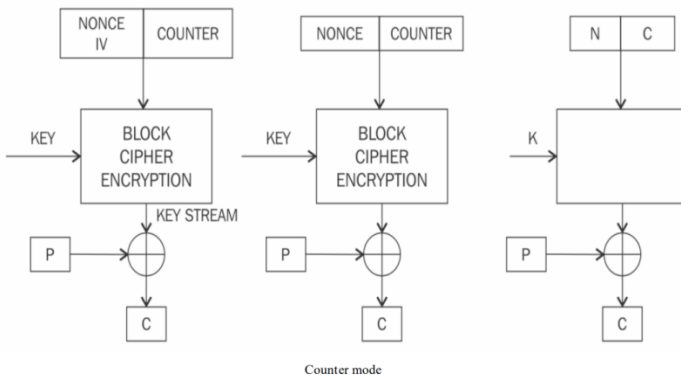 NONCE IV COUNTER
NONCE COUNTER
N C
KEY
BLOCK CIPHER ENCRYPTION
KEY
BLOCK CIPHER ENCRYPTION
K
KEY STREAM
P
P
P
C
C
C
Counter mode